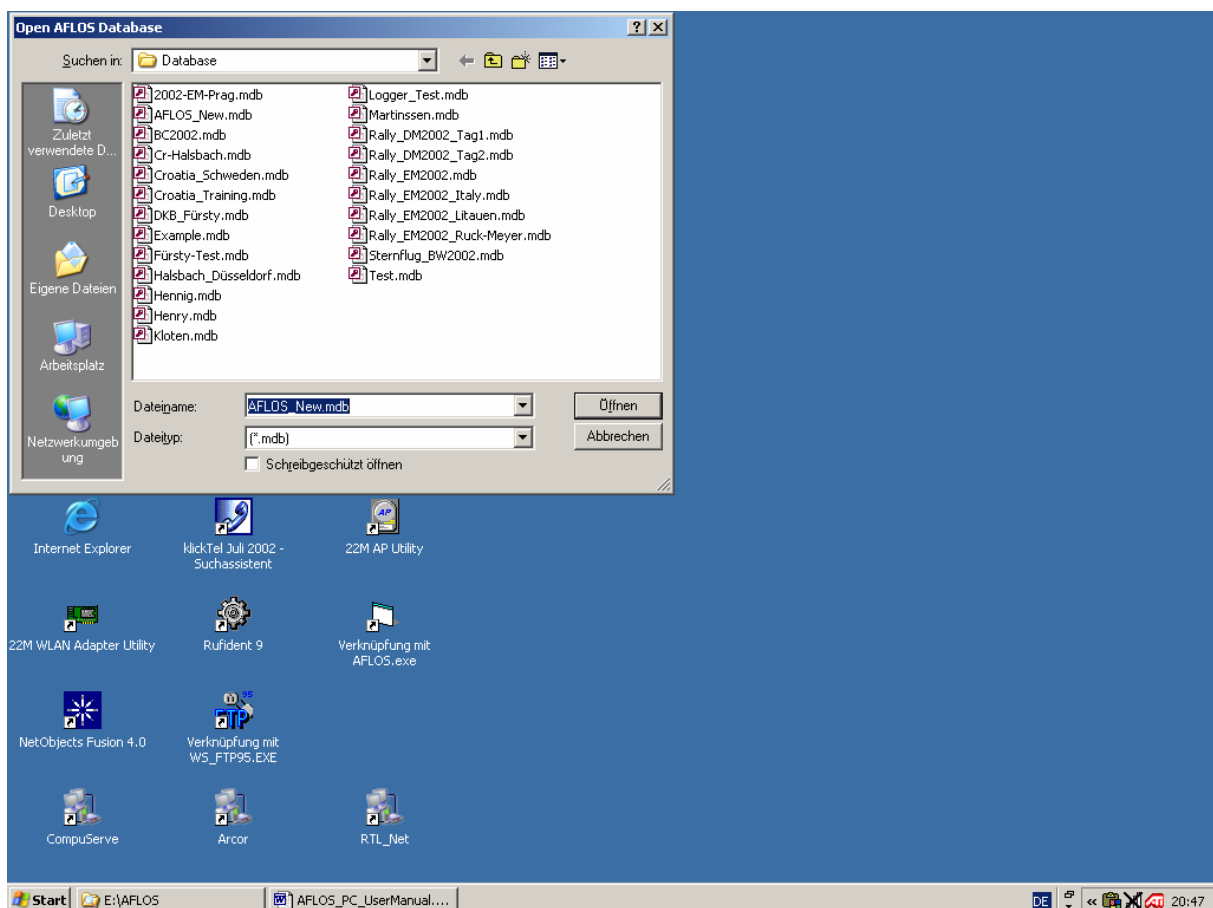 Open AFLOS Database
Suchen in:
Database
Zuletzt
verwendete D...
Desktop
Eigene Dateien
Arbeitsplatz
Netzwerkumgeb
ung
2002-EM-Prag.mdb
AFLOS_New.mdb
BC2002.mdb
Cr-Halsbach.mdb
Croatia_Schweden.mdb
Croatia_Training.mdb
DKB_Fürsty.mdb
Example.mdb
Fürsty-Test.mdb
Halsbach_Düsseldorf.mdb
Hennig.mdb
Henry.mdb
Kloten.mdb
Logger_Test.mdb
Martinssen.mdb
Rally_DM2002_Tag1.mdb
Rally_DM2002_Tag2.mdb
Rally_EM2002.mdb
Rally_EM2002_Italy.mdb
Rally_EM2002_Litauen.mdb
Rally_EM2002_Ruck-Meyer.mdb
Sternflug_BW2002.mdb
Test.mdb
Dateiname:
AFLOS_New.mdb
Öffnen
Dateityp:
(*.mdb)
Abbrechen
Schreibgeschützt öffnen
Internet Explorer
klickTel Juli 2002 -
Suchassistent
AP
22M AP Utility
22M WLAN Adapter Utility
Rufident 9
Verknüpfung mit
AFLOS.exe
NetObjects Fusion 4.0
95
FTP
Verknüpfung mit
WS_FTP95.EXE
CompuServe
Arcor
RTL_Net
Start
E:\AFLOS
AFLOS_PC_UserManual....
DE
20:47